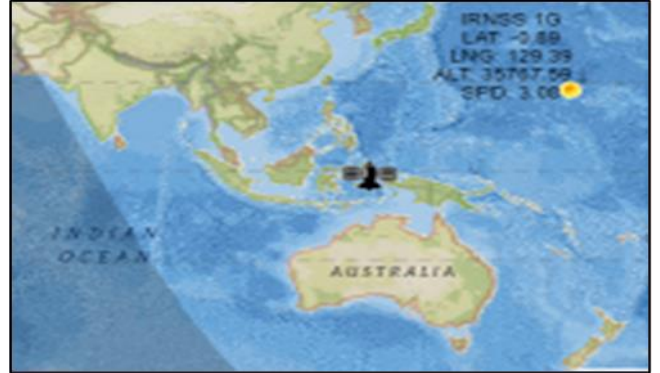 IRNSS 1G
LAT: -0.89
LNG: 129.39
ALT: 35767.59
SPD: 3.08
INDIAN
OCEAN
AUSTRALIA